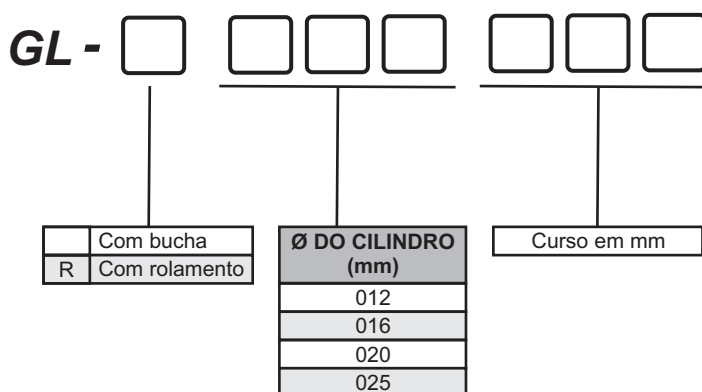 GL -
Com bucha
R Com rolamento
Ø DO CILINDRO
(mm)
012
016
020
025
Curso em mm